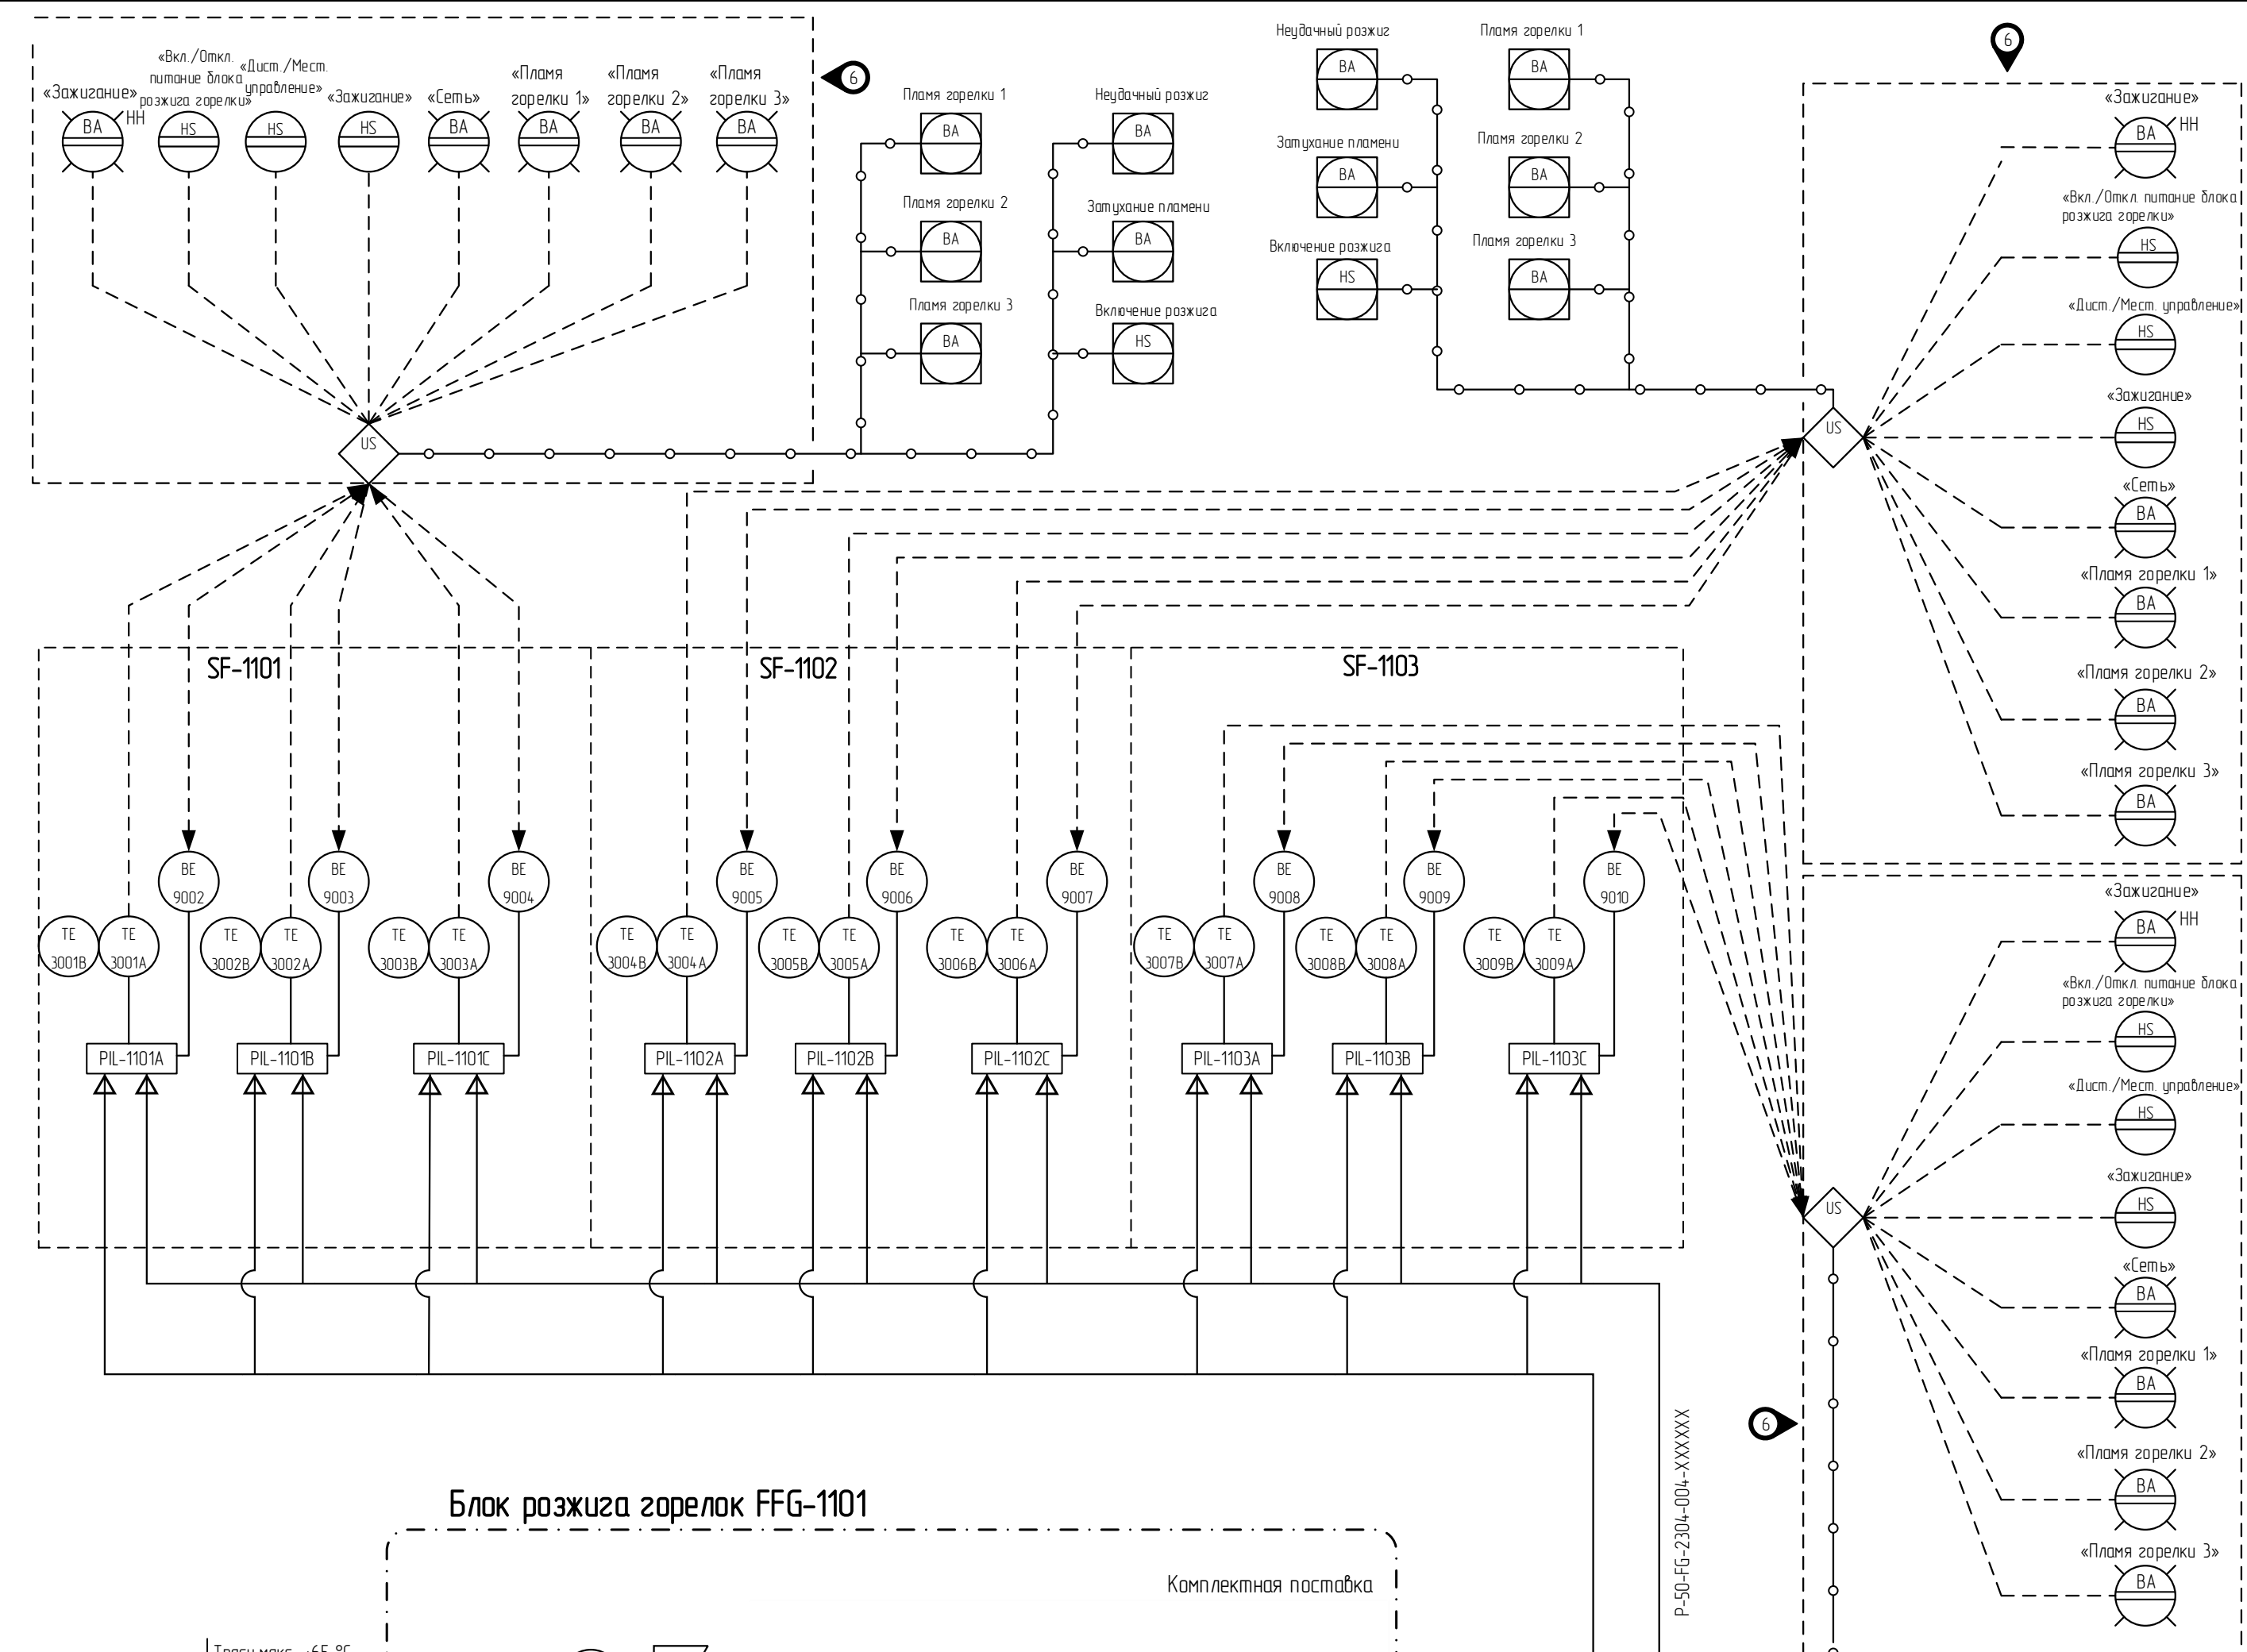 «Зажигание»
BA
HH
«Вкл./Откл.
питание блока
розжига горелки»
HS
«Дист./Мест.
управление»
HS
«Зажигание»
HS
«Сеть»
BA
«Пламя
горелки 1»
BA
«Пламя
горелки 2»
BA
«Пламя
горелки 3»
BA
6
US
Пламя горелки 1
BA
Пламя горелки 2
BA
Пламя горелки 3
BA
Неудачный розжиг
BA
Затухание пламени
BA
Включение розжига
HS
Неудачный розжиг
BA
Затухание пламени
BA
Включение розжига
HS
Пламя горелки 1
BA
Пламя горелки 2
BA
Пламя горелки 3
BA
6
US
«Зажигание»
BA
HH
«Вкл./Откл. питание блока
розжига горелки»
HS
«Дист./Мест. управление»
HS
«Зажигание»
HS
«Сеть»
BA
«Пламя горелки 1»
BA
«Пламя горелки 2»
BA
«Пламя горелки 3»
BA
SF-1101
SF-1102
SF-1103
BE
9002
BE
9003
BE
9004
BE
9005
BE
9006
BE
9007
BE
9008
BE
9009
BE
9010
TE
3001B
TE
3001A
TE
3002B
TE
3002A
TE
3003B
TE
3003A
TE
3004B
TE
3004A
TE
3005B
TE
3005A
TE
3006B
TE
3006A
TE
3007B
TE
3007A
TE
3008B
TE
3008A
TE
3009B
TE
3009A
PIL-1101A
PIL-1101B
PIL-1101C
PIL-1102A
PIL-1102B
PIL-1102C
PIL-1103A
PIL-1103B
PIL-1103C
US
«Зажигание»
BA
HH
«Вкл./Откл. питание блока
розжига горелки»
HS
«Дист./Мест. управление»
HS
«Зажигание»
HS
«Сеть»
BA
«Пламя горелки 1»
BA
«Пламя горелки 2»
BA
«Пламя горелки 3»
BA
6
P-50-FG-2304-004-XXXXX
Блок розжига горелок FFG-1101
Комплектная поставка